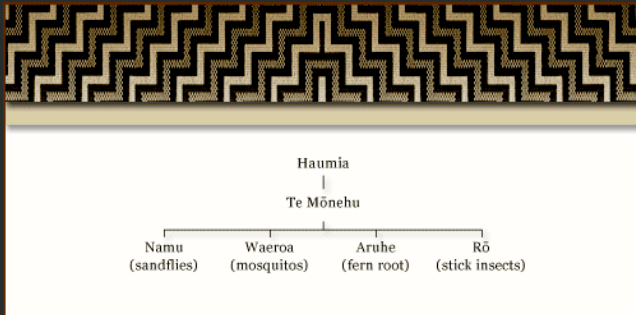 Haumia
Te Mōnehu
Namu Waeroa Aruhe Rō
(sandflies) (mosquitos) (fern root) (stick insects)